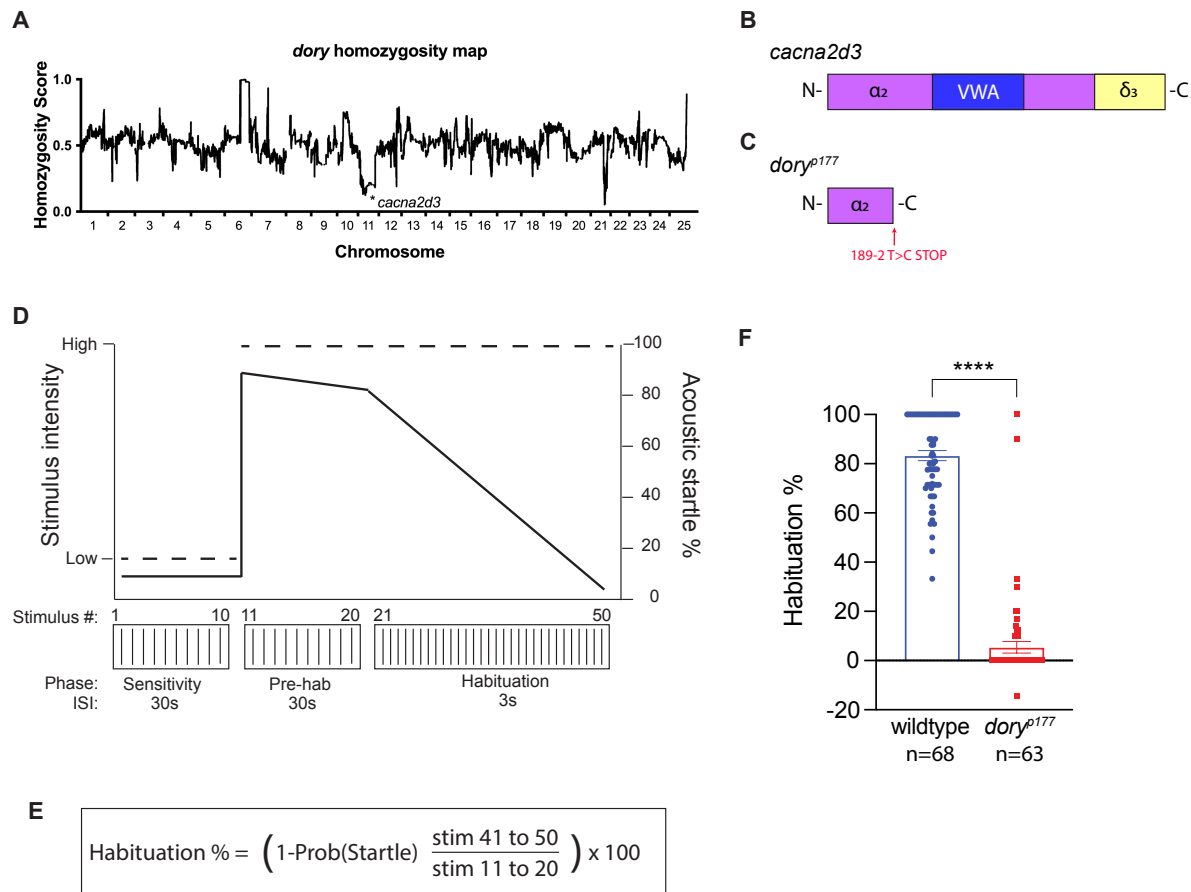 A
dory homozygosity map
Homozygosity Score
1.0
0.5
0.0
* cacna2d3
1 2 3 4 5 6 7 8 9 10 11 12 13 14 15 16 17 18 19 20 21 22 23 24 25
Chromosome
B
cacna2d3
N- α₂ VWA δ₃ -C
C
dory^p177
N- α₂ -C
189-2 T>C STOP
D
Stimulus intensity
High
Low
100
80
60
40
20
0
Acoustic startle %
Stimulus #: 1 10 11 20 21 50
Phase: Sensitivity Pre-hab Habituation
ISI: 30s 30s 3s
E
Habituation % = (1-Prob(Startle) stim 41 to 50 / stim 11 to 20) x 100
F
****
Habituation %
100
80
60
40
20
0
-20
wildtype dory^p177
n=68 n=63